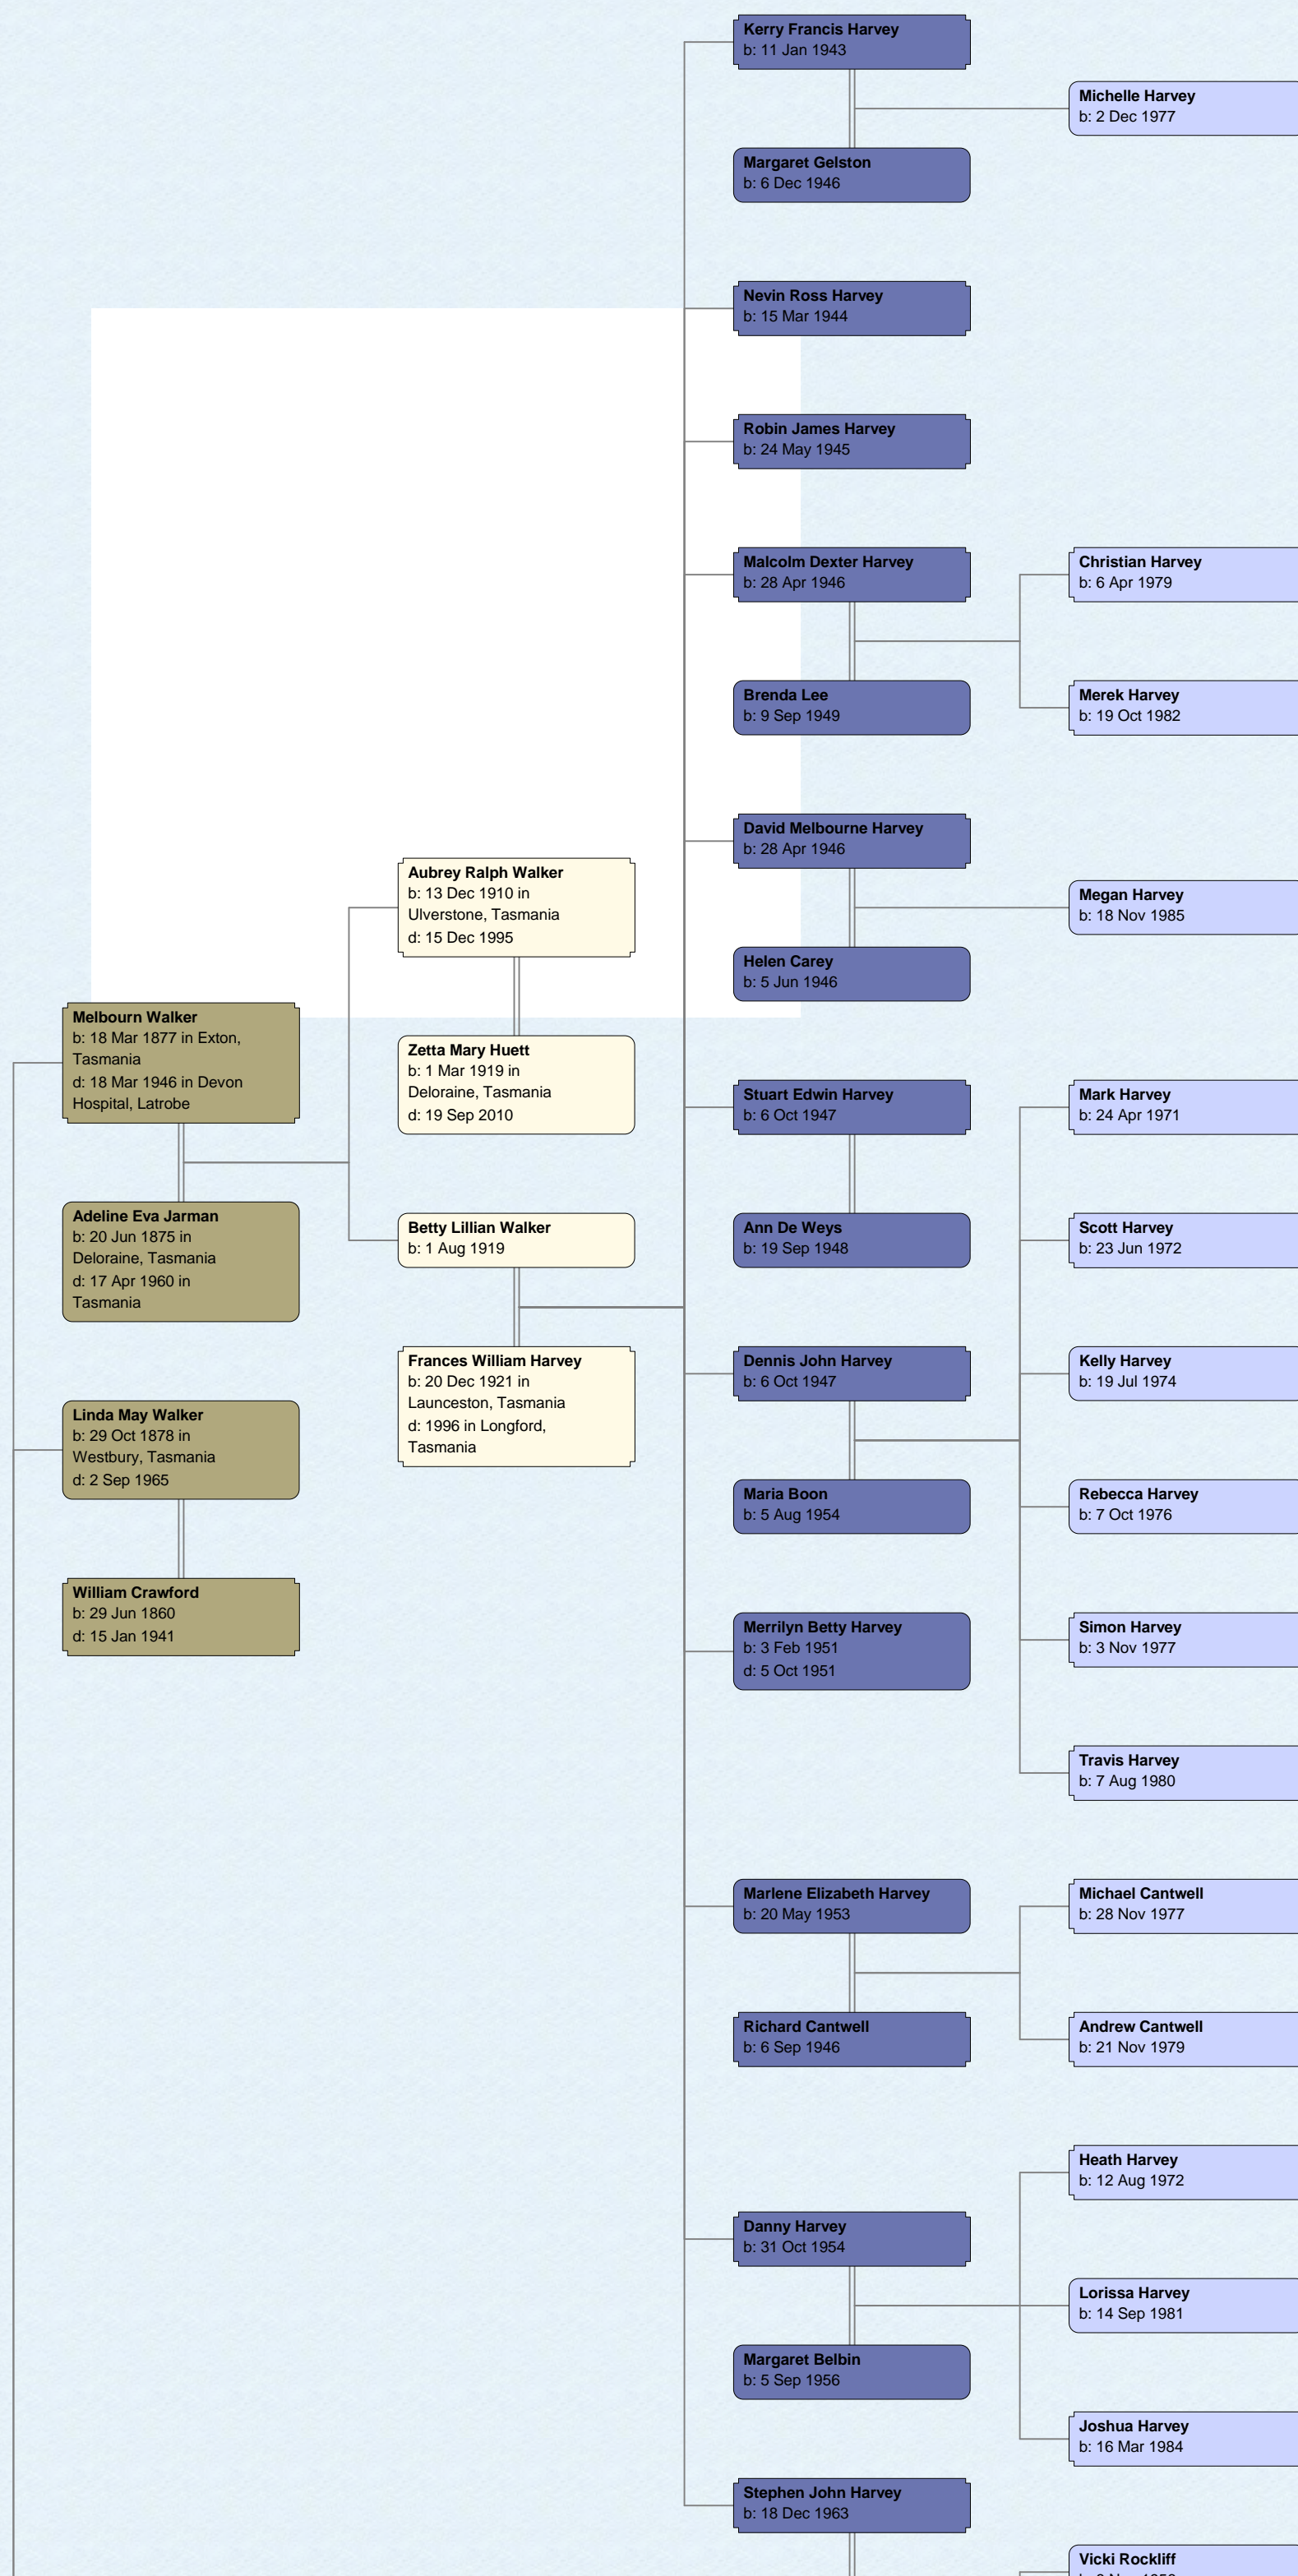 Kerry Francis Harvey
b: 11 Jan 1943
Michelle Harvey
b: 2 Dec 1977
Margaret Gelston
b: 6 Dec 1946
Nevin Ross Harvey
b: 15 Mar 1944
Robin James Harvey
b: 24 May 1945
Malcolm Dexter Harvey
b: 28 Apr 1946
Christian Harvey
b: 6 Apr 1979
Brenda Lee
b: 9 Sep 1949
Merek Harvey
b: 19 Oct 1982
David Melbourne Harvey
b: 28 Apr 1946
Aubrey Ralph Walker
b: 13 Dec 1910 in
Ulverstone, Tasmania
d: 15 Dec 1995
Megan Harvey
b: 18 Nov 1985
Helen Carey
b: 5 Jun 1946
Melbourn Walker
b: 18 Mar 1877 in Exton,
Tasmania
d: 18 Mar 1946 in Devon
Hospital, Latrobe
Zetta Mary Huett
b: 1 Mar 1919 in
Deloraine, Tasmania
d: 19 Sep 2010
Stuart Edwin Harvey
b: 6 Oct 1947
Mark Harvey
b: 24 Apr 1971
Adeline Eva Jarman
b: 20 Jun 1875 in
Deloraine, Tasmania
d: 17 Apr 1960 in
Tasmania
Betty Lillian Walker
b: 1 Aug 1919
Ann De Weys
b: 19 Sep 1948
Scott Harvey
b: 23 Jun 1972
Frances William Harvey
b: 20 Dec 1921 in
Launceston, Tasmania
d: 1996 in Longford,
Tasmania
Dennis John Harvey
b: 6 Oct 1947
Kelly Harvey
b: 19 Jul 1974
Linda May Walker
b: 29 Oct 1878 in
Westbury, Tasmania
d: 2 Sep 1965
Maria Boon
b: 5 Aug 1954
Rebecca Harvey
b: 7 Oct 1976
William Crawford
b: 29 Jun 1860
d: 15 Jan 1941
Merrilyn Betty Harvey
b: 3 Feb 1951
d: 5 Oct 1951
Simon Harvey
b: 3 Nov 1977
Travis Harvey
b: 7 Aug 1980
Marlene Elizabeth Harvey
b: 20 May 1953
Michael Cantwell
b: 28 Nov 1977
Richard Cantwell
b: 6 Sep 1946
Andrew Cantwell
b: 21 Nov 1979
Heath Harvey
b: 12 Aug 1972
Danny Harvey
b: 31 Oct 1954
Lorissa Harvey
b: 14 Sep 1981
Margaret Belbin
b: 5 Sep 1956
Joshua Harvey
b: 16 Mar 1984
Stephen John Harvey
b: 18 Dec 1963
Vicki Rockliff